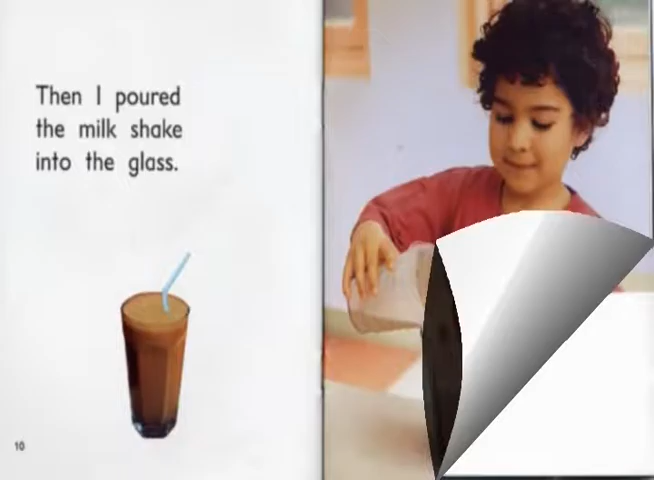 Then I poured
the milk shake
into the glass.
10